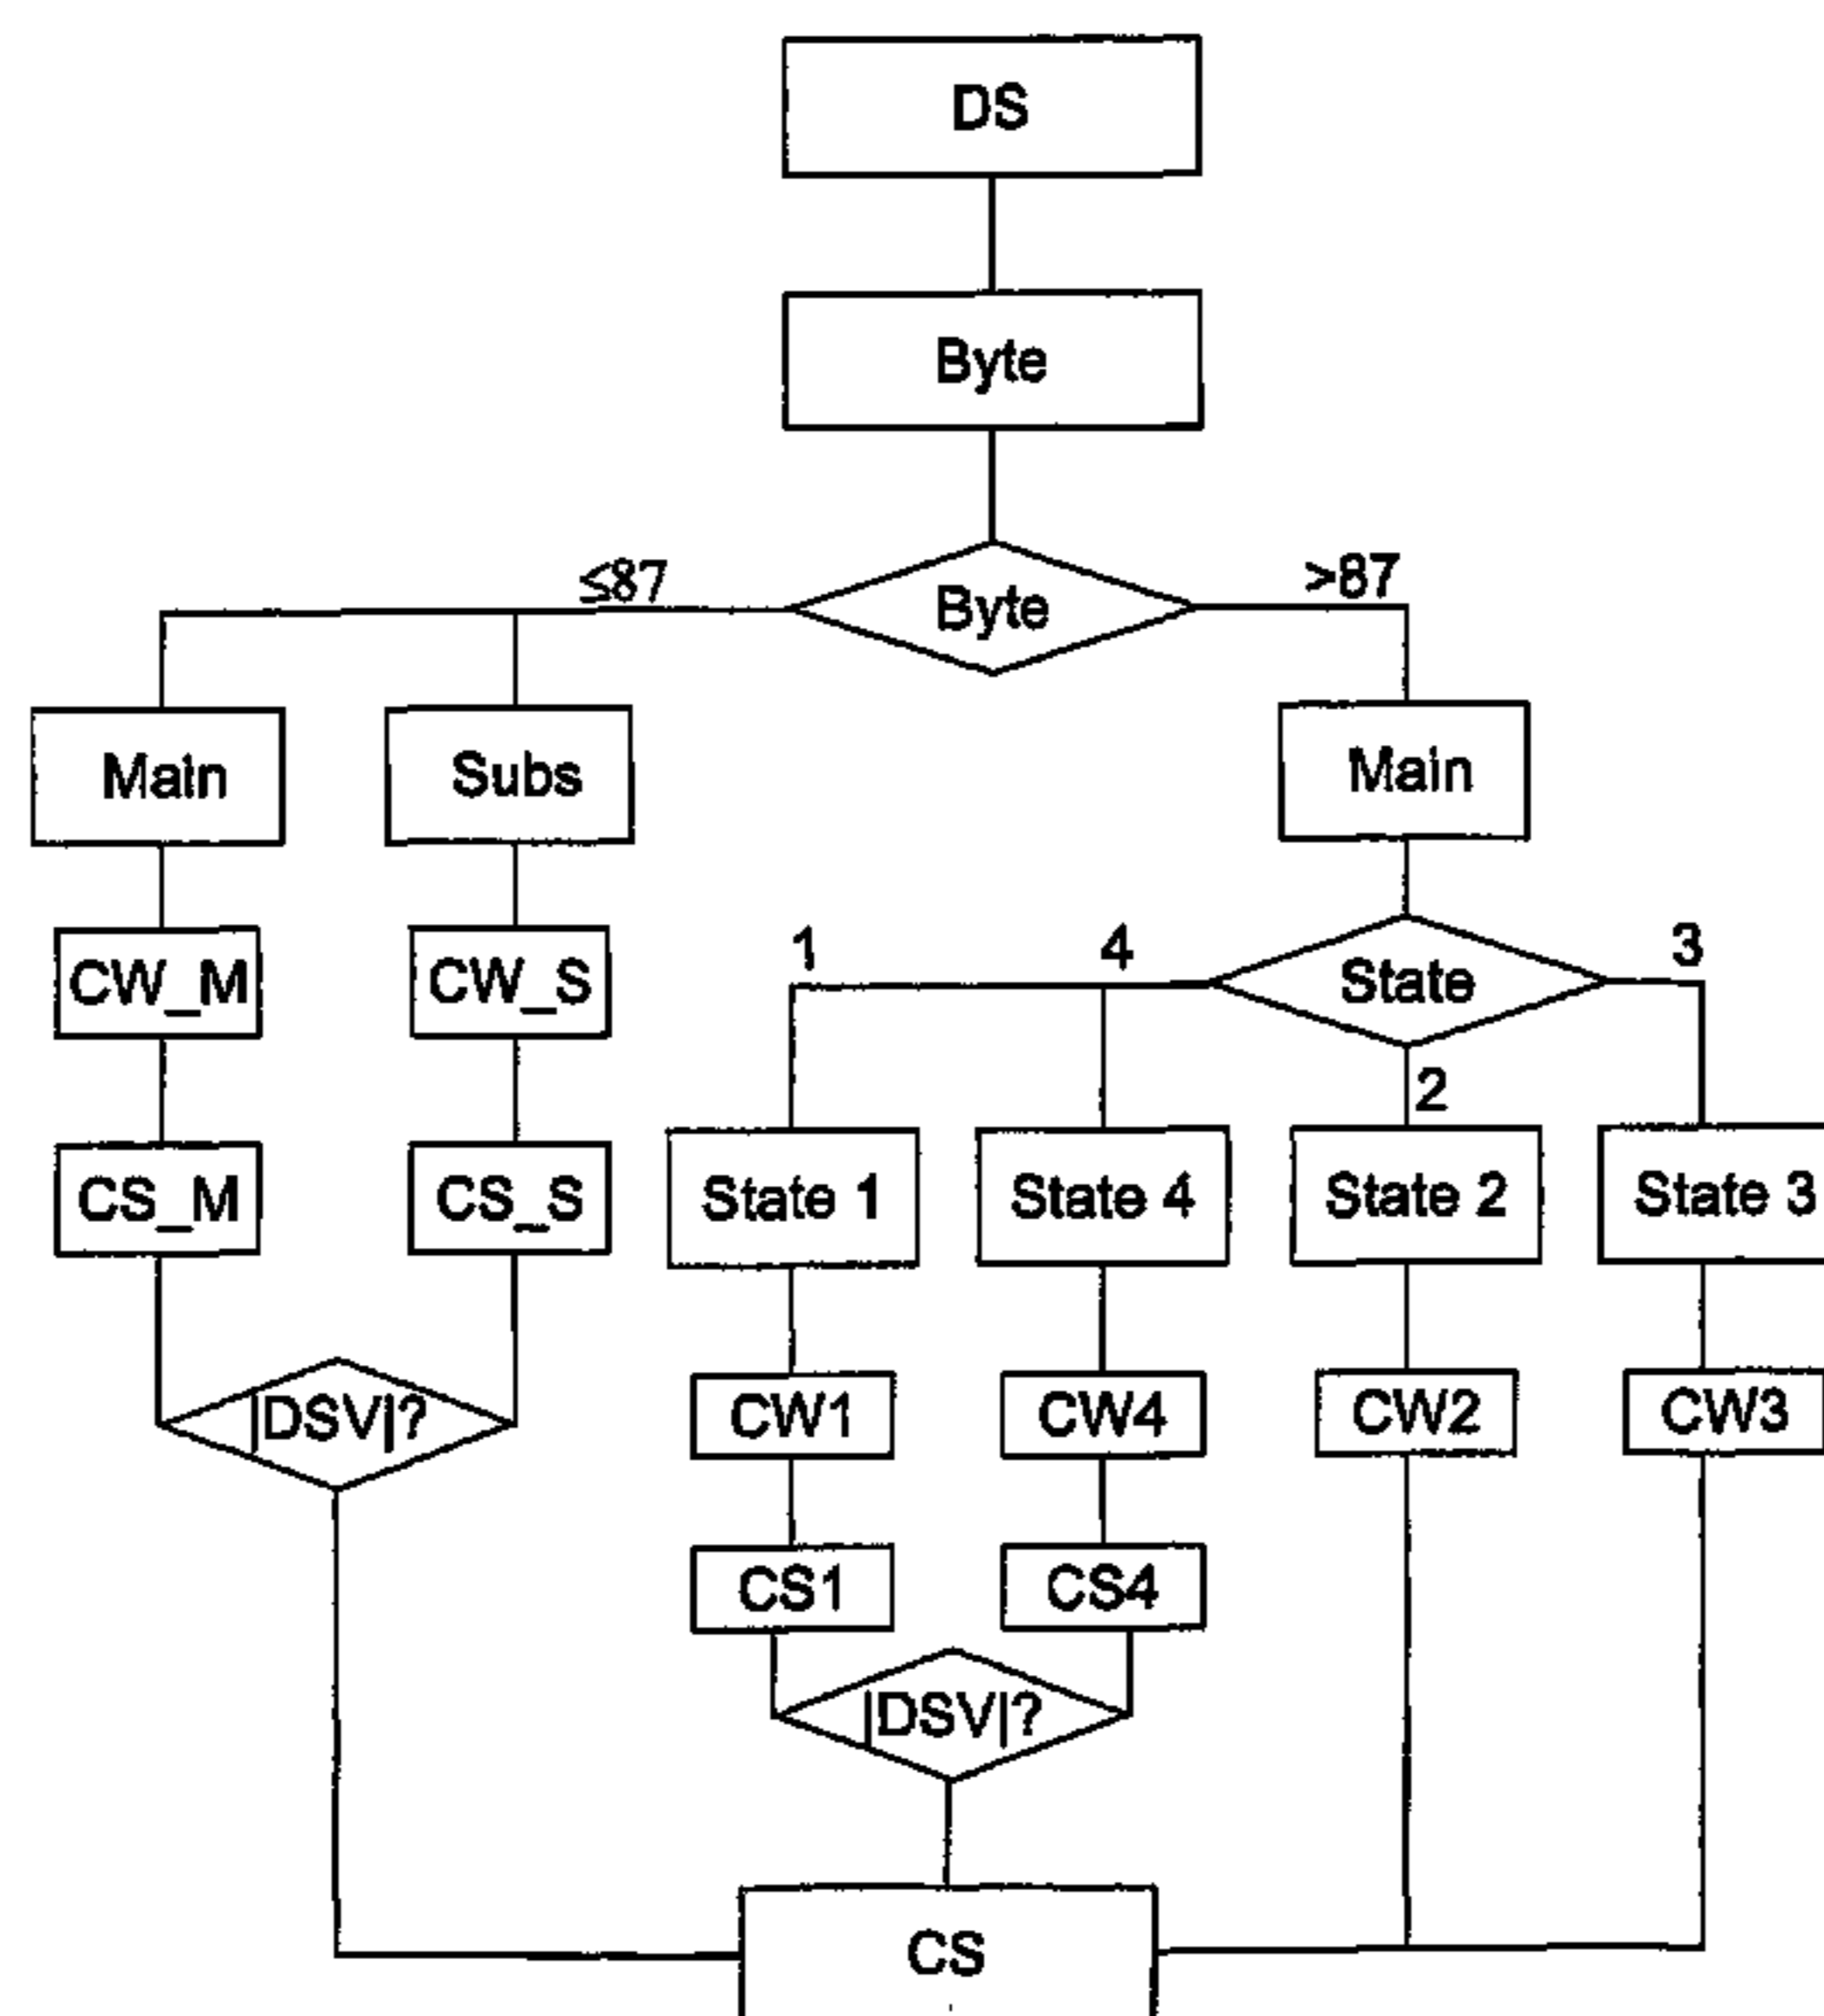 DS
Byte
≤87
Byte
>87
Main
Subs
Main
CW_M
CW_S
1
4
State
3
2
CS_M
CS_S
State 1
State 4
State 2
State 3
|DSV|?
CW1
CW4
CW2
CW3
CS1
CS4
|DSV|?
CS